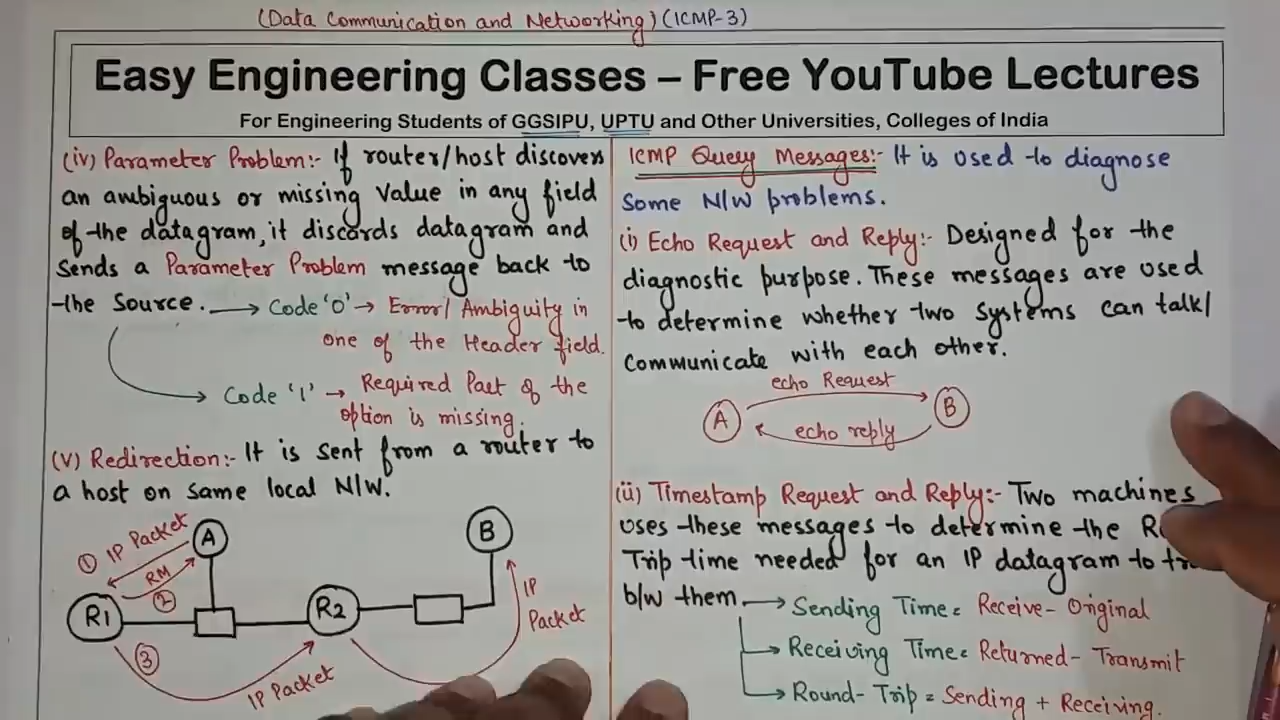 (Data Communication and Networking) (ICMP-3)
Easy Engineering Classes – Free YouTube Lectures
For Engineering Students of GGSIPU, UPTU and Other Universities, Colleges of India
(iv) Parameter Problem:- If router/host discovers
an ambiguous or missing Value in any field
of the datagram, it discards datagram and
Sends a Parameter Problem message back to
the Source. → Code '0' → Error/ Ambiguity in
one of the Header field.
→ Code '1' → Required Part of the
option is missing.
(V) Redirection:- It is sent from a router to
a host on same local N/W.
① IP Packet
A
B
RM
②
R1
R2
IP
Packet
③
IP Packet
ICMP Query Messages:- It is used to diagnose
Some N/W problems.
(i) Echo Request and Reply:- Designed for the
diagnostic purpose. These messages are used
to determine whether two Systems can talk/
Communicate with each other.
echo Request
A
B
echo reply
(ii) Timestamp Request and Reply:- Two machines
uses these messages to determine the
Trip time needed for an IP datagram to
b/w them → Sending Time = Receive - Original
→ Receiving Time = Returned - Transmit
→ Round - Trip = Sending + Receiving.